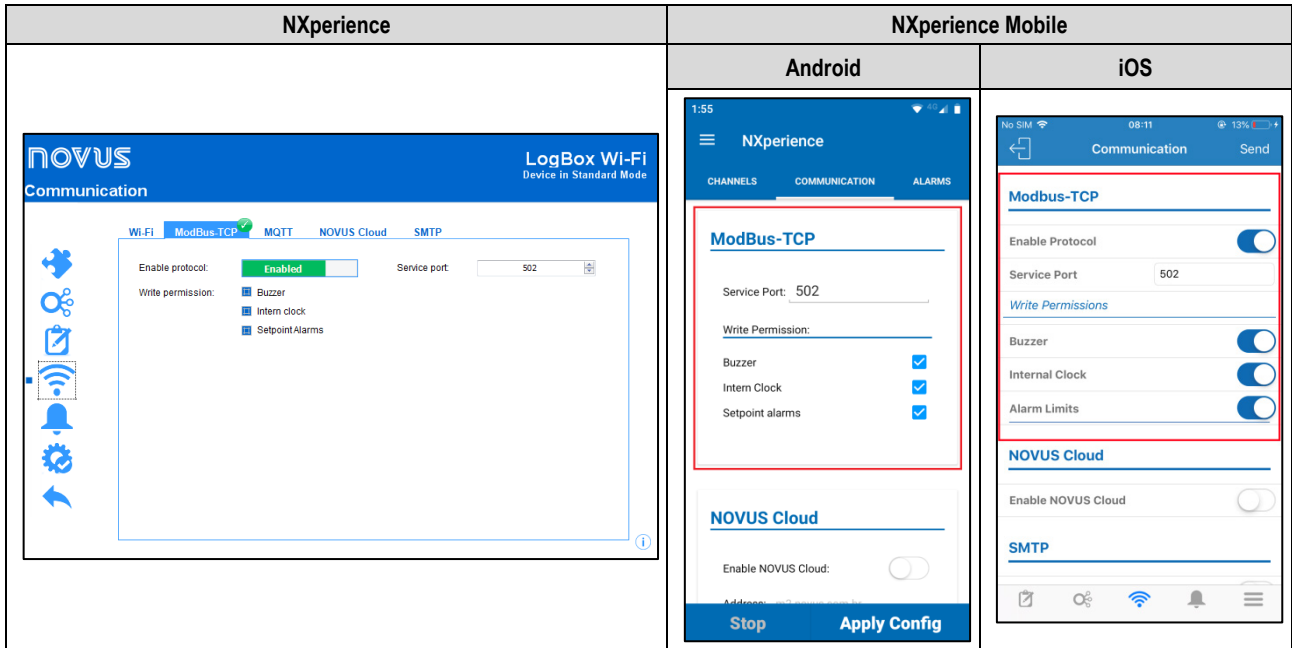 NXperience
NXperience Mobile
Android
iOS
NOVUS
LogBox Wi-Fi
Device in Standard Mode
Communication
Wi-Fi ModBus-TCP MQTT NOVUS Cloud SMTP
Enable protocol: Enabled Service port: 502
Write permission: Buzzer
Intern clock
Setpoint Alarms
1:55 4G
NXperience
CHANNELS COMMUNICATION ALARMS
ModBus-TCP
Service Port: 502
Write Permission:
Buzzer
Intern Clock
Setpoint alarms
NOVUS Cloud
Enable NOVUS Cloud:
Address:
Stop Apply Config
No SIM 08:11 13%
Communication Send
Modbus-TCP
Enable Protocol
Service Port 502
Write Permissions
Buzzer
Internal Clock
Alarm Limits
NOVUS Cloud
Enable NOVUS Cloud
SMTP